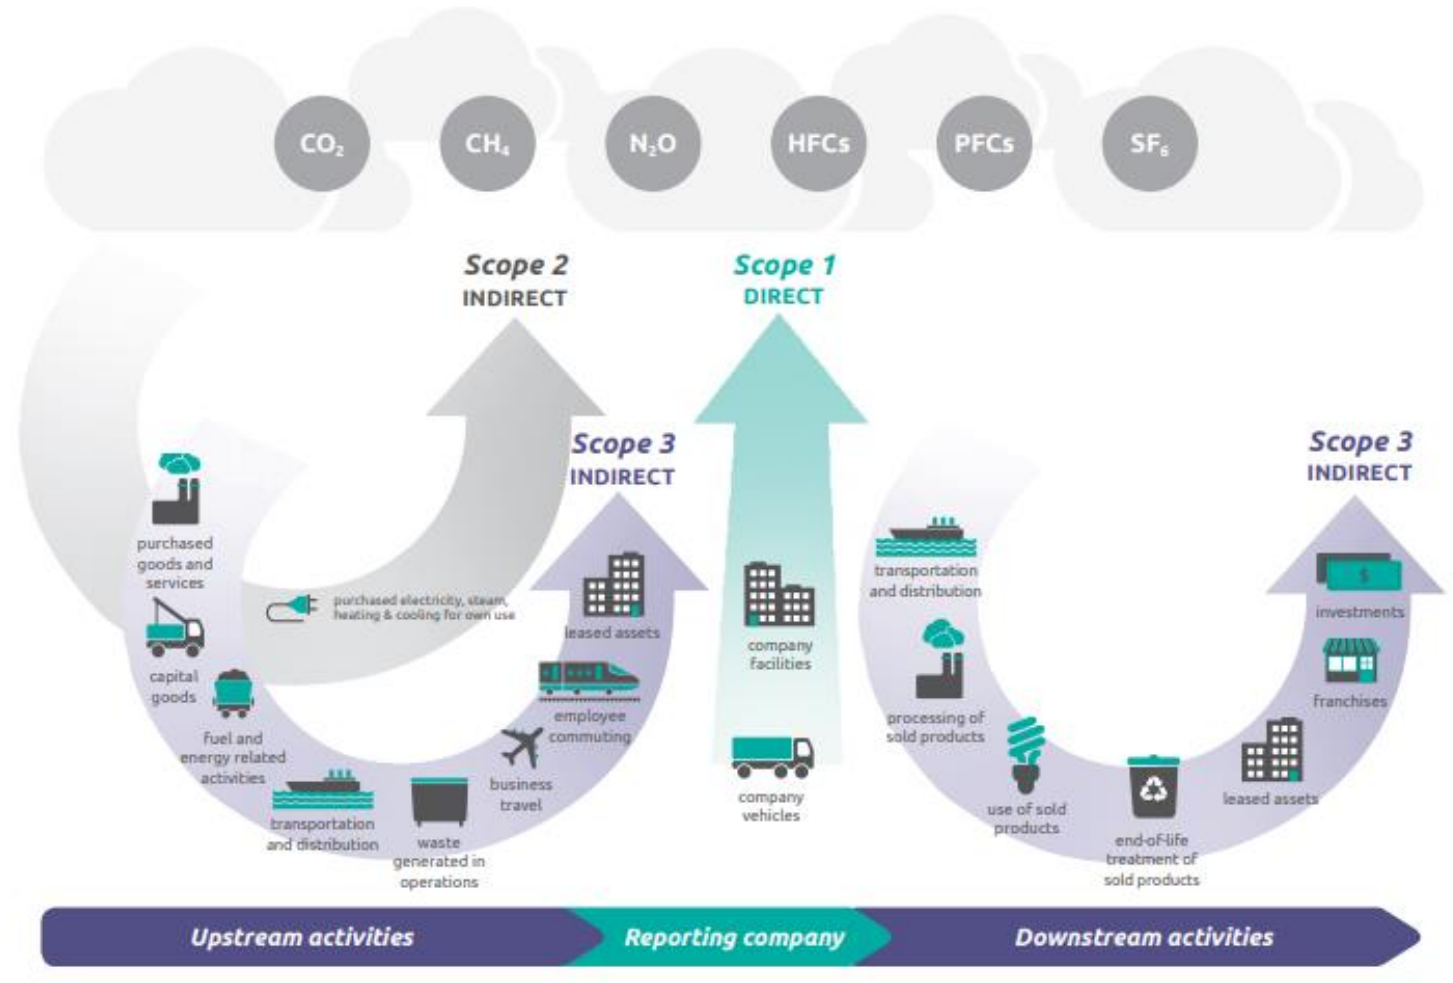 CO₂
CH₄
N₂O
HFCs
PFCs
SF₆
Scope 2
INDIRECT
Scope 1
DIRECT
Scope 3
INDIRECT
Scope 3
INDIRECT
purchased
goods and
services
capital
goods
fuel and
energy related
activities
transportation
and distribution
waste
generated in
operations
business
travel
employee
commuting
leased assets
purchased electricity, steam,
heating & cooling for own use
company
facilities
company
vehicles
transportation
and distribution
processing of
sold products
use of sold
products
end-of-life
treatment of
sold products
leased assets
franchises
$
investments
Upstream activities
Reporting company
Downstream activities